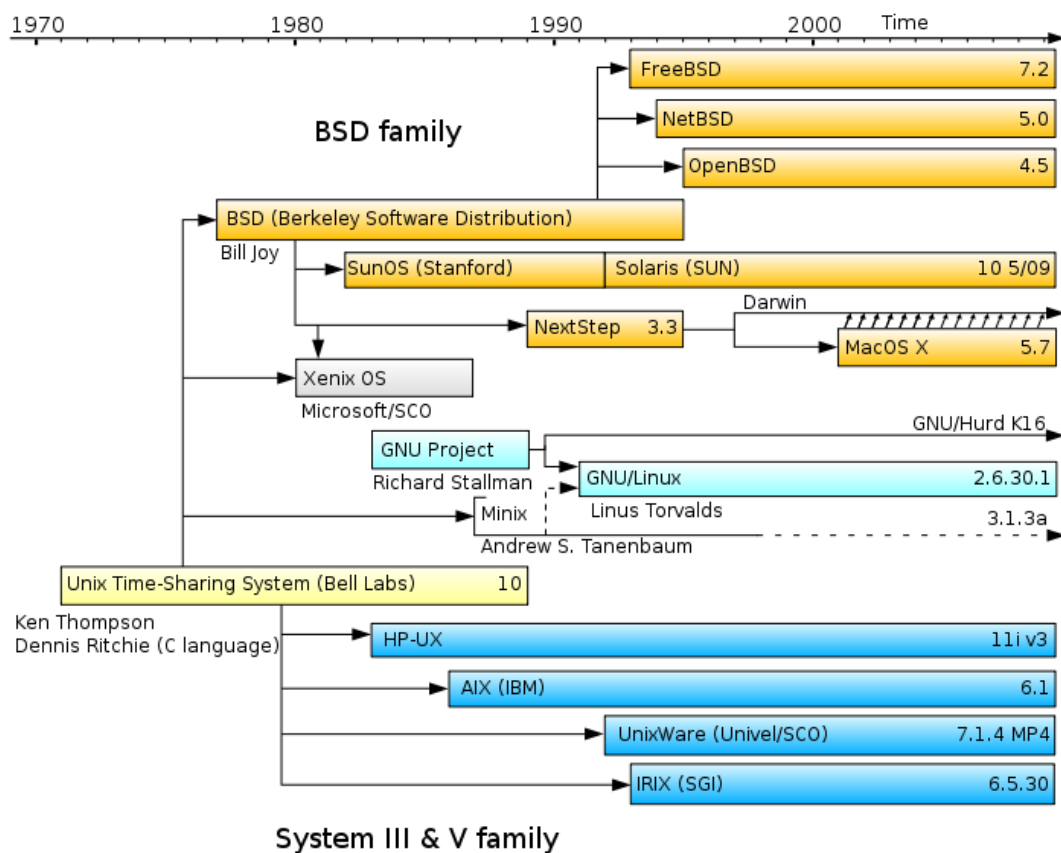 1970 1980 1990 2000 Time
FreeBSD 7.2
NetBSD 5.0
BSD family
OpenBSD 4.5
BSD (Berkeley Software Distribution)
Bill Joy
SunOS (Stanford) Solaris (SUN) 10 5/09
Darwin
NextStep 3.3
MacOS X 5.7
Xenix OS
Microsoft/SCO
GNU/Hurd K16
GNU Project
Richard Stallman
GNU/Linux 2.6.30.1
Linus Torvalds
Minix 3.1.3a
Andrew S. Tanenbaum
Unix Time-Sharing System (Bell Labs) 10
Ken Thompson
Dennis Ritchie (C language)
HP-UX 11i v3
AIX (IBM) 6.1
UnixWare (Univel/SCO) 7.1.4 MP4
IRIX (SGI) 6.5.30
System III & V family